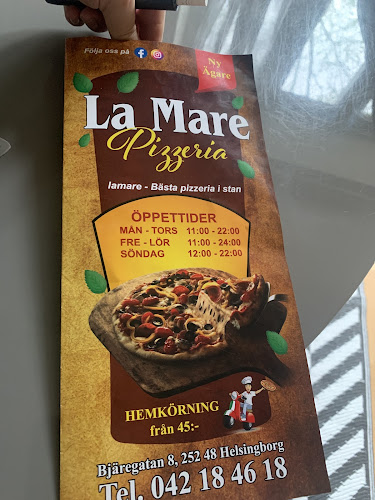 Följa oss på
Ny
Ägare
La Mare
Pizzeria
lamare - Bästa pizzeria i stan
ÖPPETTIDER
MÅN - TORS 11:00 - 22:00
FRE - LÖR 11:00 - 24:00
SÖNDAG 12:00 - 22:00
HEMKÖRNING
från 45:-
Bjäregatan 8, 252 48 Helsingborg
Tel. 042 18 46 18